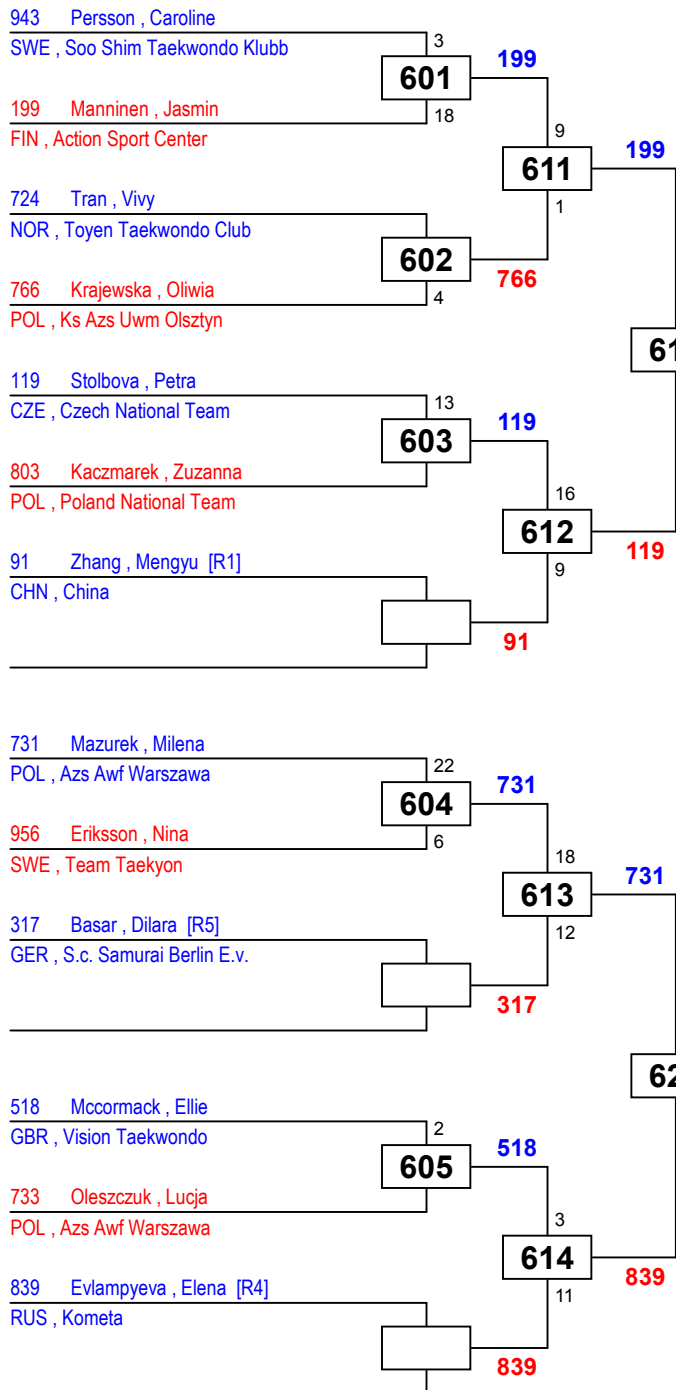 943 Persson , Caroline
SWE , Soo Shim Taekwondo Klubb
3
601
199
18
199 Manninen , Jasmin
FIN , Action Sport Center
9
611
199
1
724 Tran , Vivy
NOR , Toyen Taekwondo Club
602
766
4
766 Krajewska , Oliwia
POL , Ks Azs Uwm Olsztyn
119 Stolbova , Petra
CZE , Czech National Team
13
603
119
803 Kaczmarek , Zuzanna
POL , Poland National Team
16
612
119
9
91 Zhang , Mengyu [R1]
CHN , China
91
731 Mazurek , Milena
POL , Azs Awf Warszawa
22
604
731
6
956 Eriksson , Nina
SWE , Team Taekyon
18
613
731
12
317 Basar , Dilara [R5]
GER , S.c. Samurai Berlin E.v.
317
518 Mccormack , Ellie
GBR , Vision Taekwondo
2
605
518
733 Oleszczuk , Lucja
POL , Azs Awf Warszawa
3
614
839
11
839 Evlampyeva , Elena [R4]
RUS , Kometa
839